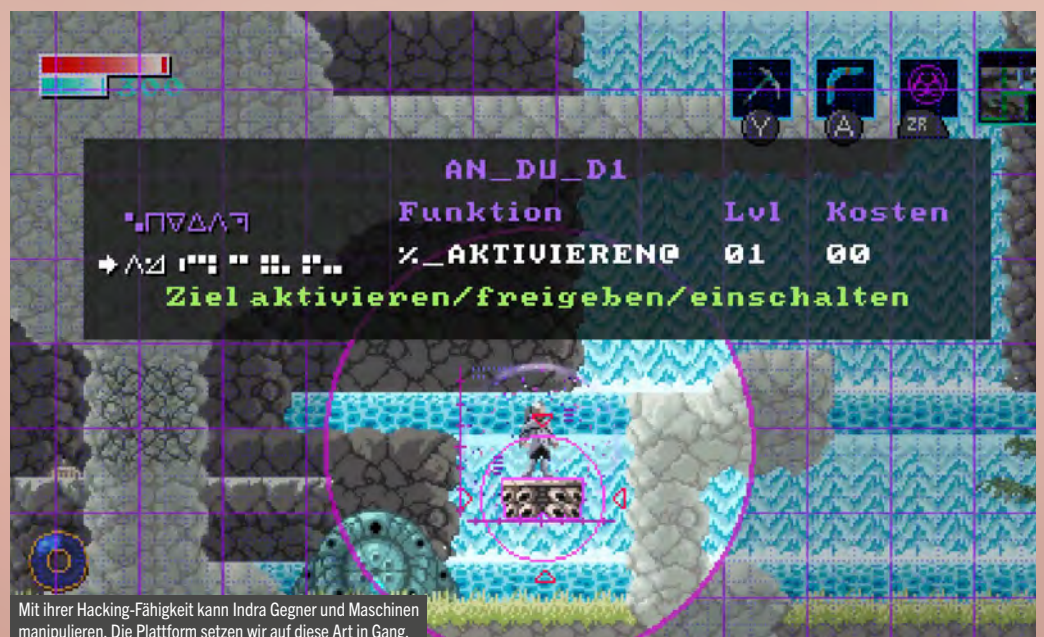 Y A ZR
AN_DU_D1
Funktion Lvl Kosten
%_AKTIVIEREN@ 01 00
Ziel aktivieren/freigeben/einschalten
Mit ihrer Hacking-Fähigkeit kann Indra Gegner und Maschinen
manipulieren. Die Plattform setzen wir auf diese Art in Gang.